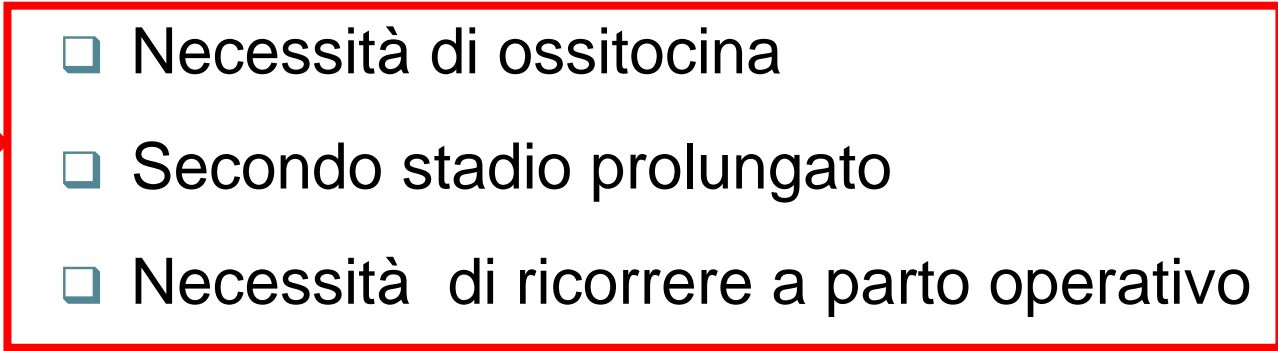 Necessità di ossitocina
Secondo stadio prolungato
Necessità di ricorrere a parto operativo